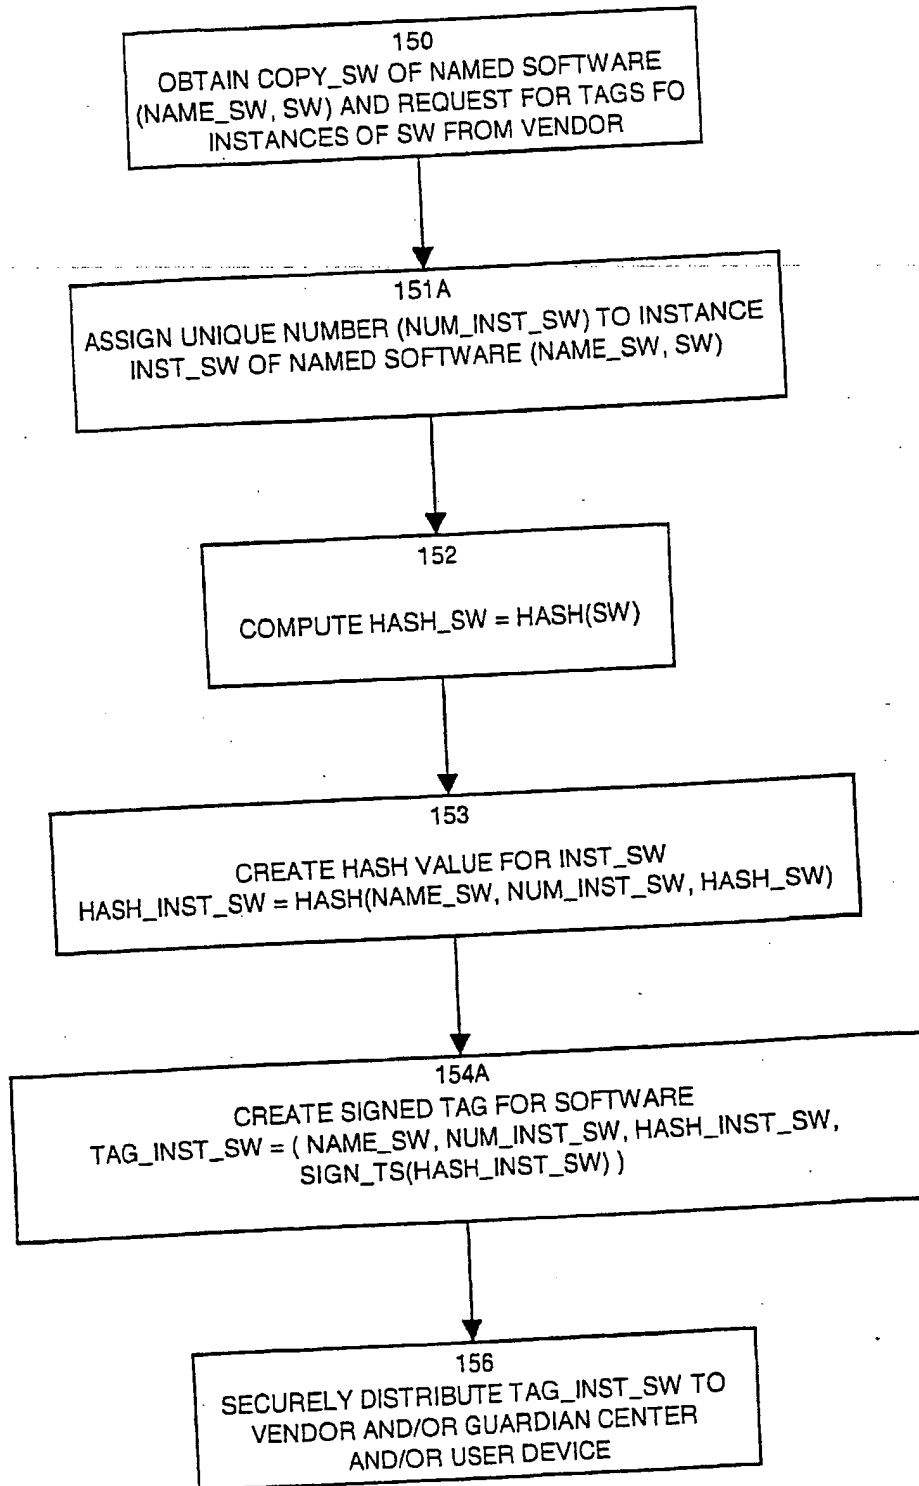 150
OBTAIN COPY_SW OF NAMED SOFTWARE
(NAME_SW, SW) AND REQUEST FOR TAGS FO
INSTANCES OF SW FROM VENDOR
151A
ASSIGN UNIQUE NUMBER (NUM_INST_SW) TO INSTANCE
INST_SW OF NAMED SOFTWARE (NAME_SW, SW)
152
COMPUTE HASH_SW = HASH(SW)
153
CREATE HASH VALUE FOR INST_SW
HASH_INST_SW = HASH(NAME_SW, NUM_INST_SW, HASH_SW)
154A
CREATE SIGNED TAG FOR SOFTWARE
TAG_INST_SW = ( NAME_SW, NUM_INST_SW, HASH_INST_SW,
SIGN_TS(HASH_INST_SW) )
156
SECURELY DISTRIBUTE TAG_INST_SW TO
VENDOR AND/OR GUARDIAN CENTER
AND/OR USER DEVICE